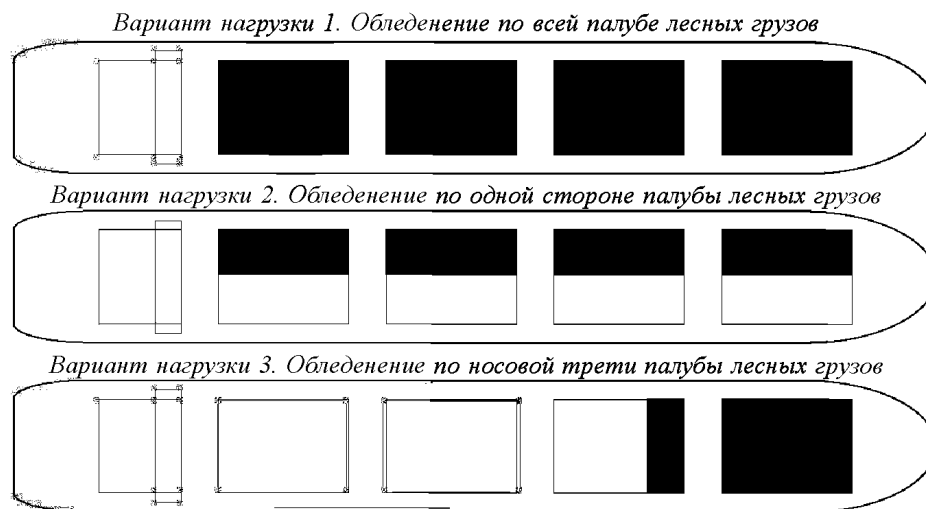 Вариант нагрузки 1. Обледенение по всей палубе лесных грузов
Вариант нагрузки 2. Обледенение по одной стороне палубы лесных грузов
Вариант нагрузки 3. Обледенение по носовой трети палубы лесных грузов